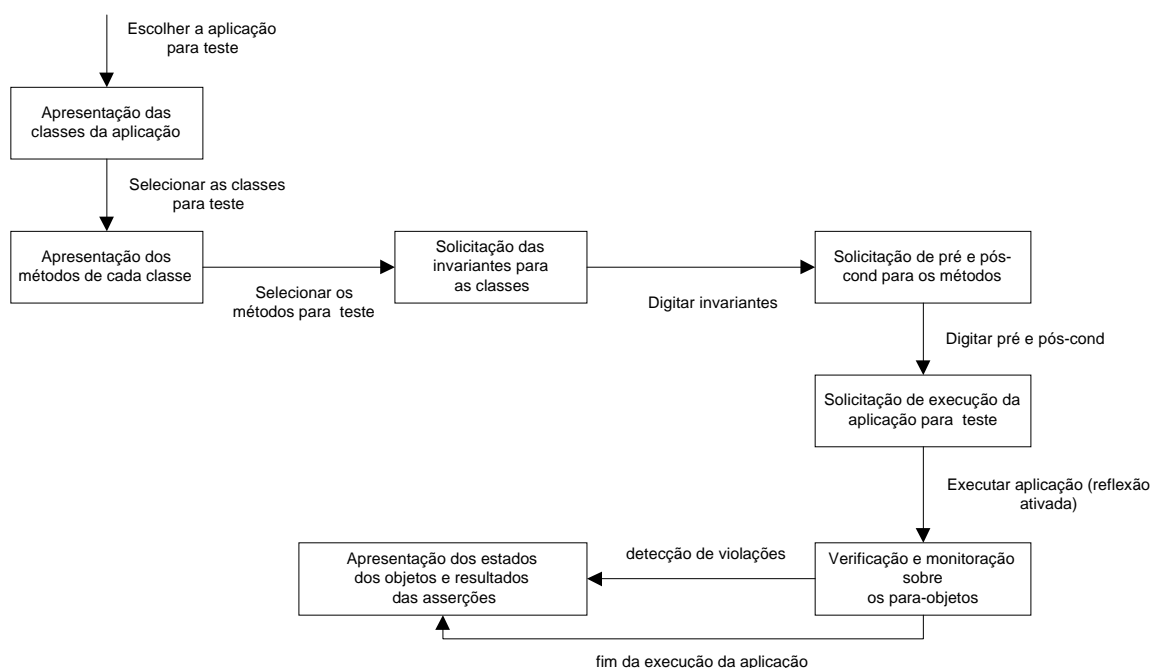 Escolher a aplicação
para teste
Apresentação das
classes da aplicação
Selecionar as classes
para teste
Apresentação dos
métodos de cada classe
Selecionar os
métodos para teste
Solicitação das
invariantes para
as classes
Digitar invariantes
Solicitação de pré e pós-
cond para os métodos
Digitar pré e pós-cond
Solicitação de execução da
aplicação para teste
Executar aplicação (reflexão
ativada)
Verificação e monitoração
sobre
os para-objetos
detecção de violações
Apresentação dos estados
dos objetos e resultados
das asserções
fim da execução da aplicação